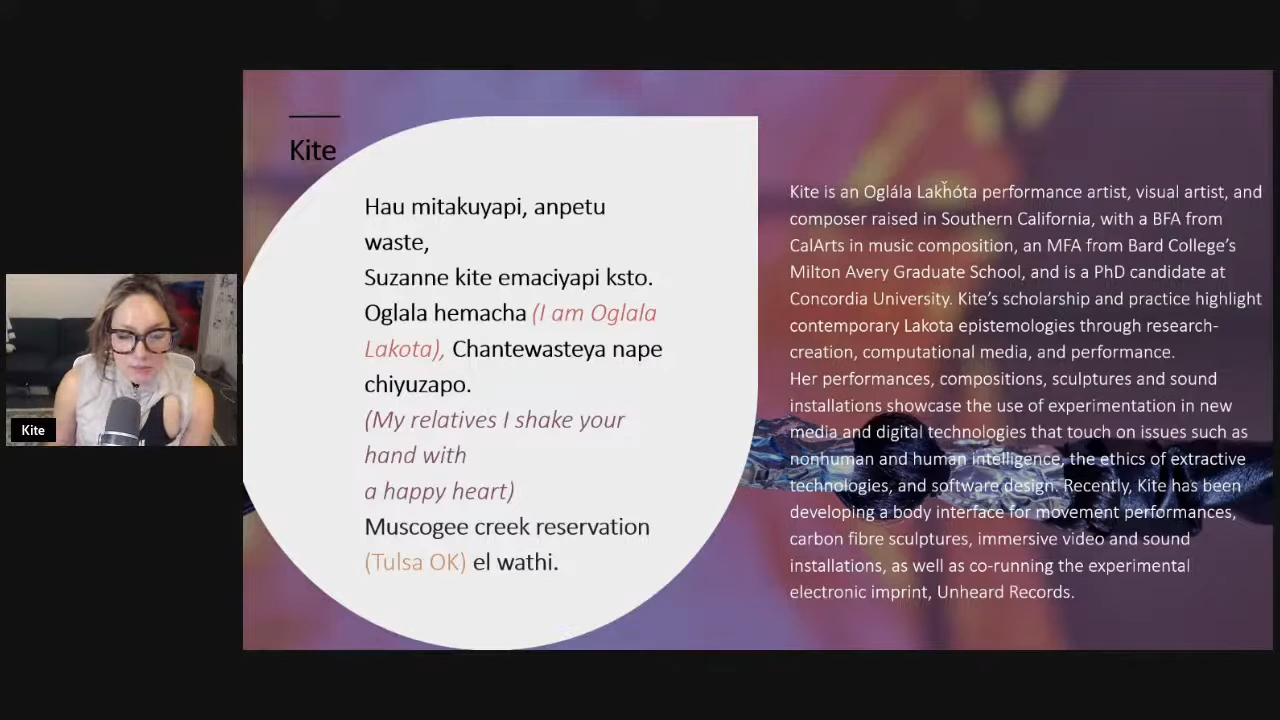 Kite
Hau mitakuyapi, anpetu
waste,
Suzanne kite emaciyapi ksto.
Oglala hemacha (I am Oglala
Lakota), Chantewasteya nape
chiyuzapo.
(My relatives I shake your
hand with
a happy heart)
Muscogee creek reservation
(Tulsa OK) el wathi.
Kite is an Oglála Lakȟóta performance artist, visual artist, and
composer raised in Southern California, with a BFA from
CalArts in music composition, an MFA from Bard College’s
Milton Avery Graduate School, and is a PhD candidate at
Concordia University. Kite’s scholarship and practice highlight
contemporary Lakota epistemologies through research-
creation, computational media, and performance.
Her performances, compositions, sculptures and sound
installations showcase the use of experimentation in new
media and digital technologies that touch on issues such as
nonhuman and human intelligence, the ethics of extractive
technologies, and software design. Recently, Kite has been
developing a body interface for movement performances,
carbon fibre sculptures, immersive video and sound
installations, as well as co-running the experimental
electronic imprint, Unheard Records.
Kite